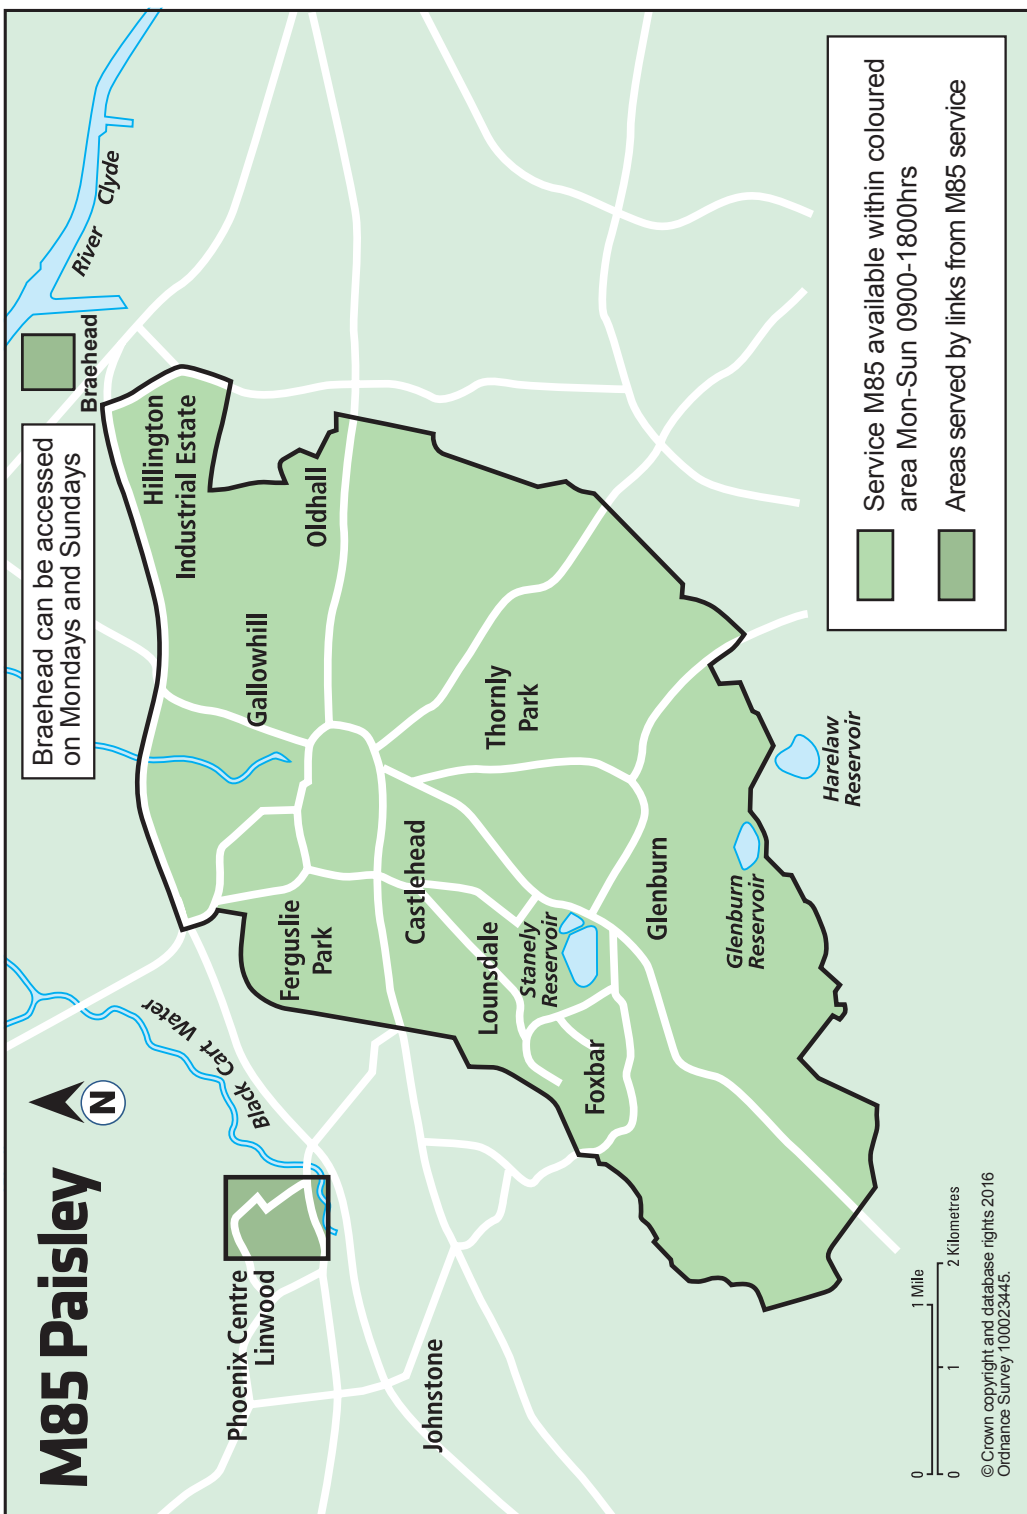 M85 Paisley
N
Braehead can be accessed
on Mondays and Sundays
Braehead
River Clyde
Black Cart Water
Phoenix Centre
Linwood
Johnstone
Hillington
Industrial Estate
Gallowhill
Oldhall
Ferguslie
Park
Castlehead
Lounsdale
Thornly
Park
Stanely
Reservoir
Foxbar
Glenburn
Glenburn
Reservoir
Harelaw
Reservoir
Service M85 available within coloured
area Mon-Sun 0900-1800hrs
Areas served by links from M85 service
0 1 Mile
0 1 2 Kilometres
© Crown copyright and database rights 2016
Ordnance Survey 100023445.